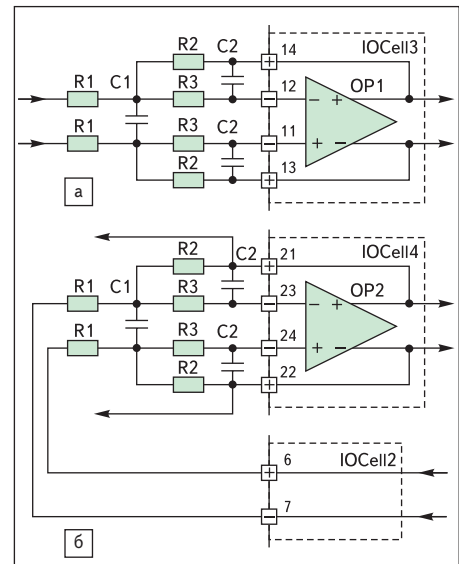 R2 C2 14 IOCell3
R1 C1 12 OP1
R3 − +
R1 R3 C2 11 + −
R2 13
а
C2 21 IOCell4
R2
R1 C1 23 OP2
R3 − +
R1 R3 C2 24 + −
R2 22
6 IOCell2
7
б